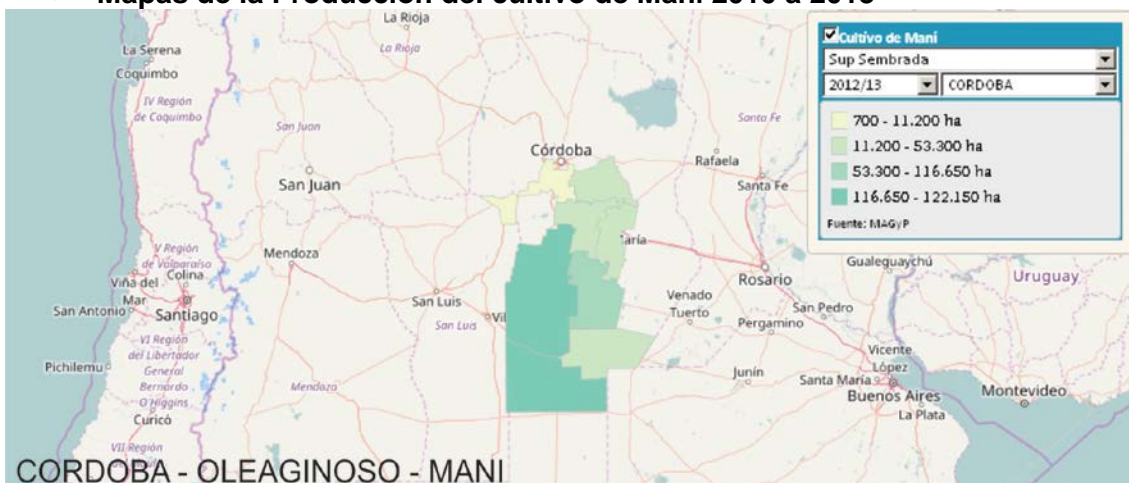 Mapas de la Producción del cultivo de Maní 2010 a 2013
Cultivo de Maní
Sup Sembrada
2012/13 CORDOBA
700 - 11.200 ha
11.200 - 53.300 ha
53.300 - 116.650 ha
116.650 - 122.150 ha
Fuente: MAGyP
La Rioja
La Rioja
La Serena
Coquimbo
IV Región
de Coquimbo
San Juan
San Juan
Córdoba
Santa Fe
Rafaela
Santa Fe
Mendoza
V Región
de Valparaíso
Colina
Viña del
Mar
San Antonio
Santiago
San Luis
San Luis
Vil
aría
Rosario
Gualeguaychú
Uruguay
Venado
Tuerto
San Pedro
Pergamino
VI Región
del Libertador
General
Bernardo
O'Higgins
Pichilemu
Curicó
VII Región
Mendoza
Junín
Vicente
López
Santa María
Buenos Aires
La Plata
Montevideo
CORDOBA - OLEAGINOSO - MANI